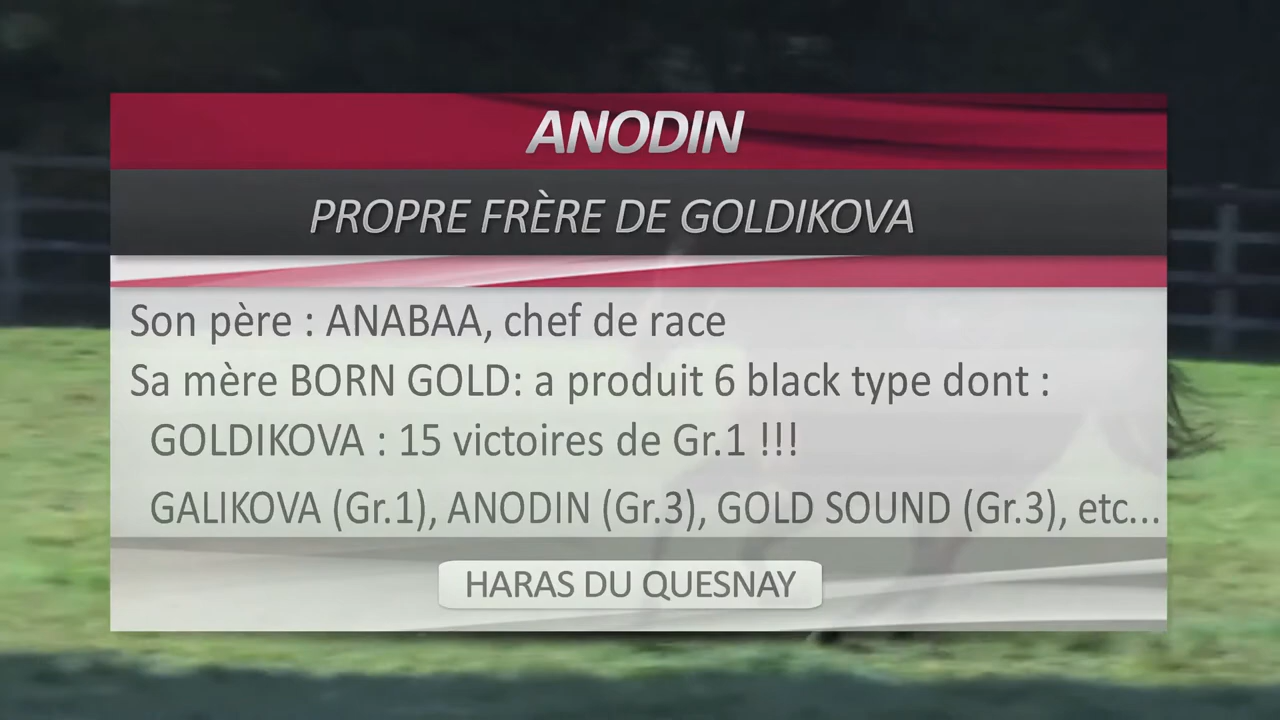 ANODIN
PROPRE FRÈRE DE GOLDIKOVA
Son père : ANABAA, chef de race
Sa mère BORN GOLD: a produit 6 black type dont :
GOLDIKOVA : 15 victoires de Gr.1 !!!
GALIKOVA (Gr.1), ANODIN (Gr.3), GOLD SOUND (Gr.3), etc...
HARAS DU QUESNAY